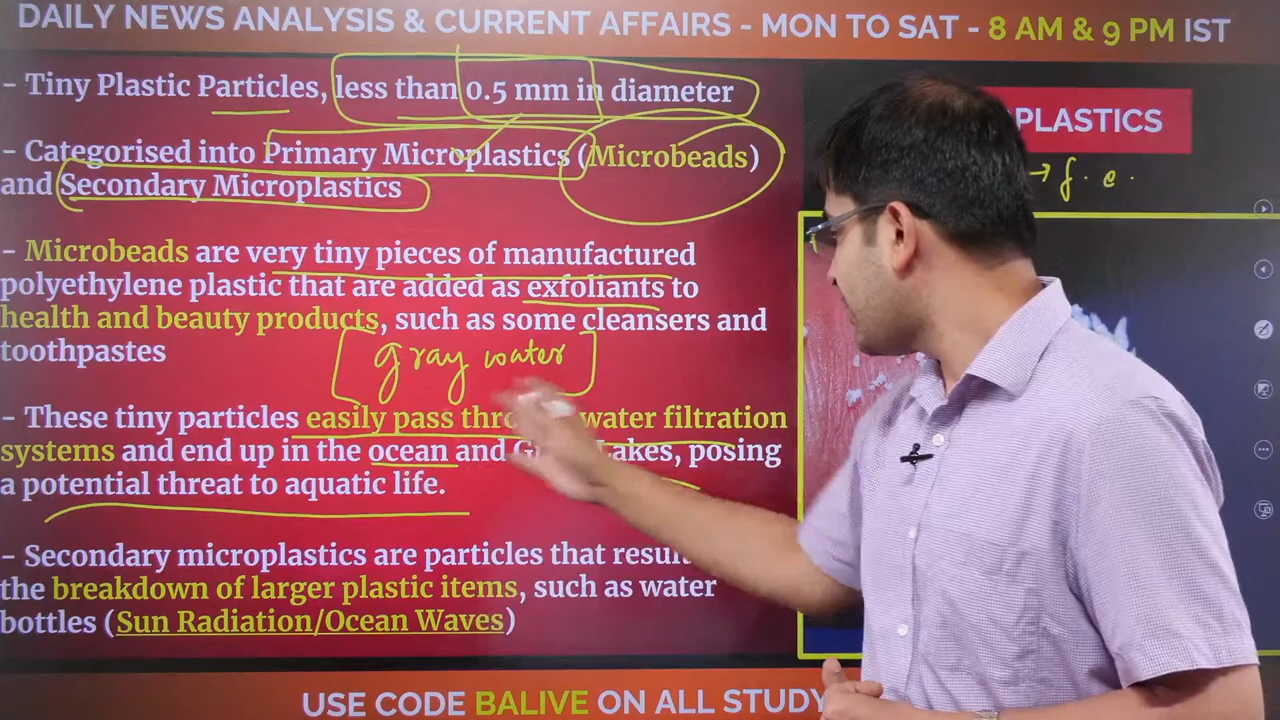 DAILY NEWS ANALYSIS & CURRENT AFFAIRS - MON TO SAT - 8 AM & 9 PM IST
- Tiny Plastic Particles, less than 0.5 mm in diameter
PLASTICS
- Categorised into Primary Microplastics (Microbeads)
and Secondary Microplastics
→ f. e.
- Microbeads are very tiny pieces of manufactured
polyethylene plastic that are added as exfoliants to
health and beauty products, such as some cleansers and
toothpastes
gray water
- These tiny particles easily pass water filtration
systems and end up in the ocean and Lakes, posing
a potential threat to aquatic life.
- Secondary microplastics are particles that
the breakdown of larger plastic items, such as water
bottles (Sun Radiation/Ocean Waves)
USE CODE BALIVE ON ALL STUDY